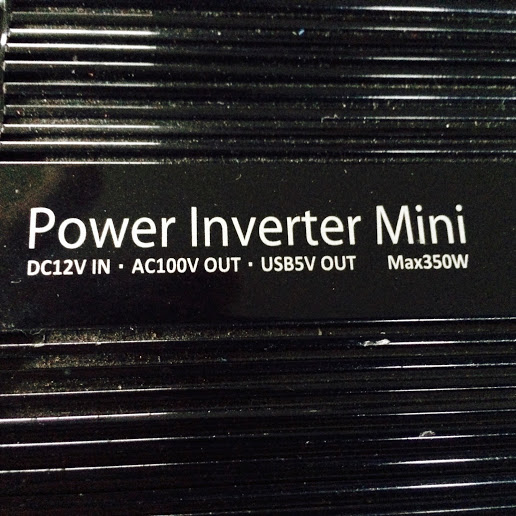 Power Inverter Mini
DC12V IN・AC100V OUT・USB5V OUT Max350W